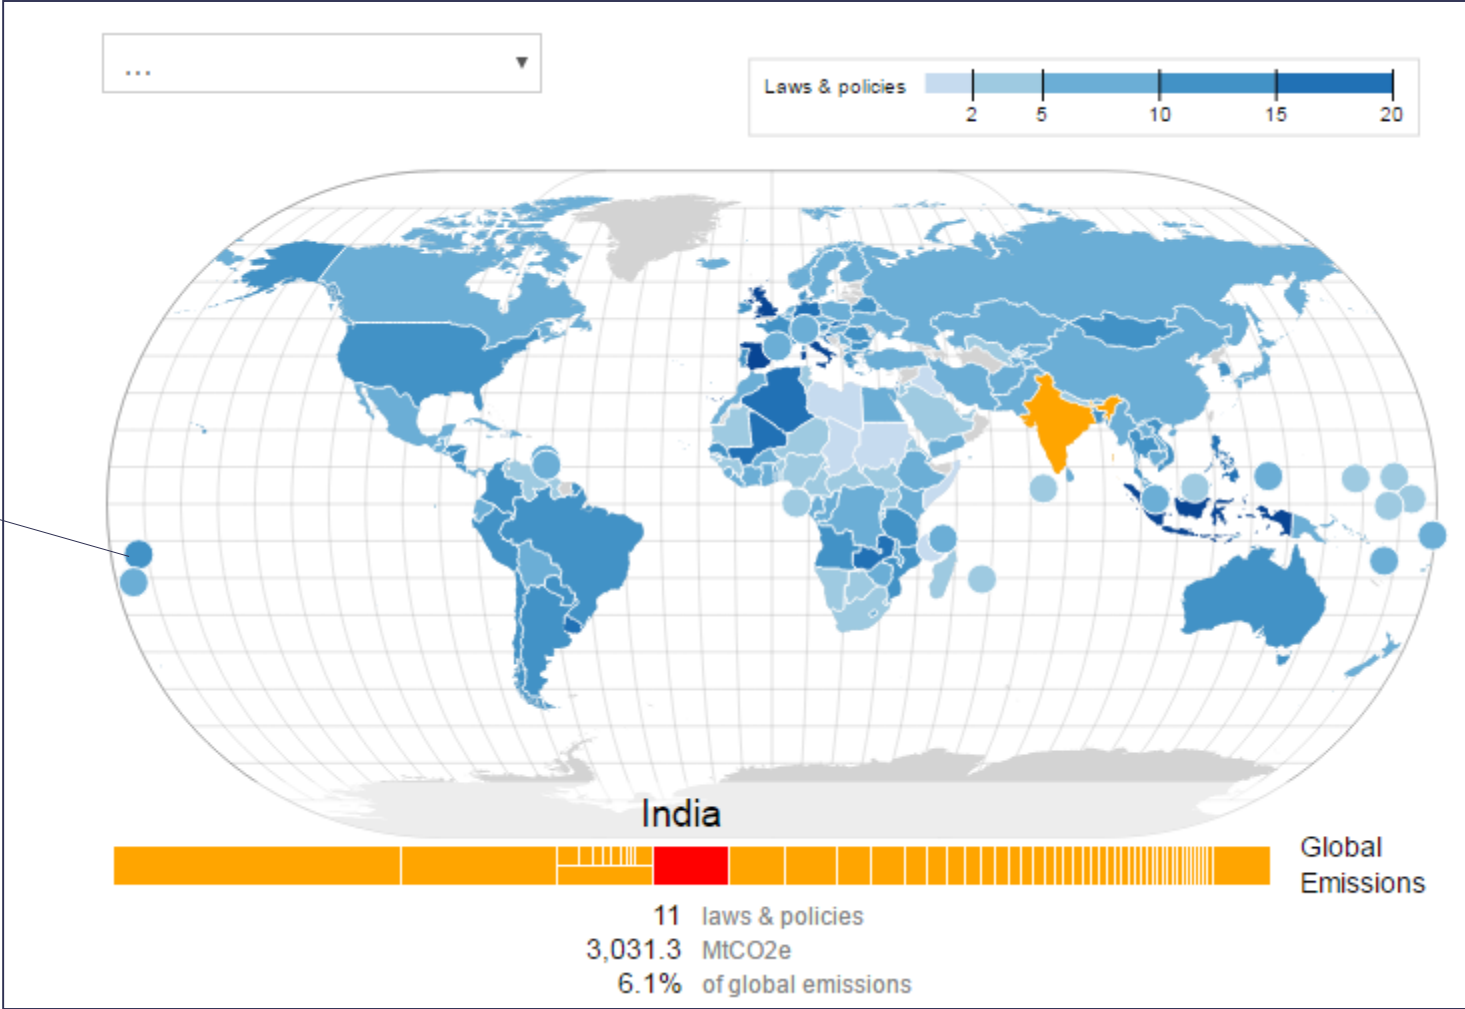 ...
Laws & policies
2 5 10 15 20
India
Global
Emissions
11 laws & policies
3,031.3 MtCO2e
6.1% of global emissions